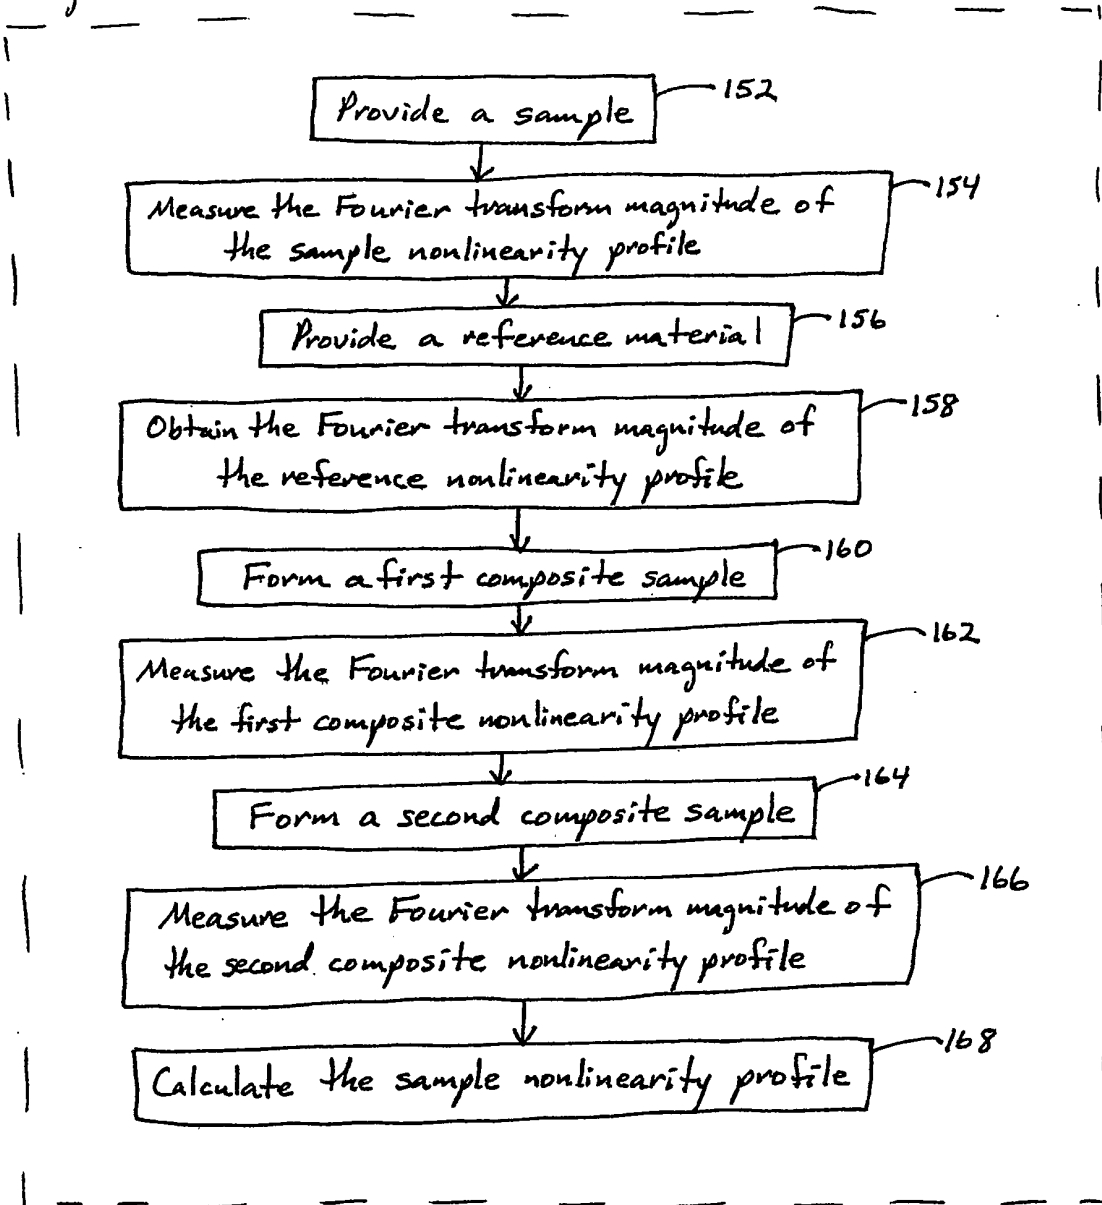 Provide a sample
152
Measure the Fourier transform magnitude of
the sample nonlinearity profile
154
Provide a reference material
156
Obtain the Fourier transform magnitude of
the reference nonlinearity profile
158
Form a first composite sample
160
Measure the Fourier transform magnitude of
the first composite nonlinearity profile
162
Form a second composite sample
164
Measure the Fourier transform magnitude of
the second composite nonlinearity profile
166
Calculate the sample nonlinearity profile
168